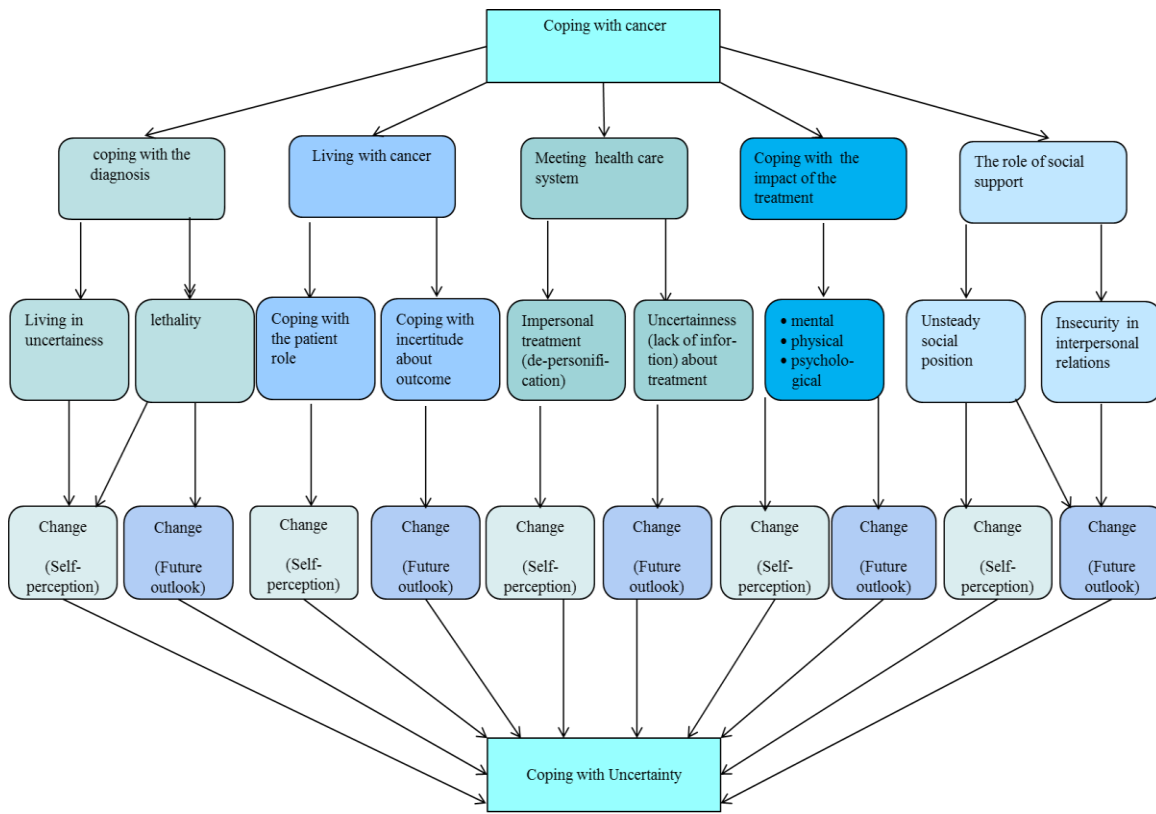 Coping with cancer
coping with the
diagnosis
Living with cancer
Meeting health care
system
Coping with the
impact of the
treatment
The role of social
support
Living in
uncertainess
lethality
Coping with
the patient
role
Coping with
incertitude
about
outcome
Impersonal
treatment
(de-personifi-
cation)
Uncertainness
(lack of infor-
tion) about
treatment
• mental
• physical
• psycholo-
gical
Unsteady
social
position
Insecurity in
interpersonal
relations
Change
(Self-
perception)
Change
(Future
outlook)
Change
(Self-
perception)
Change
(Future
outlook)
Change
(Self-
perception)
Change
(Future
outlook)
Change
(Self-
perception)
Change
(Future
outlook)
Change
(Self-
perception)
Change
(Future
outlook)
Coping with Uncertainty